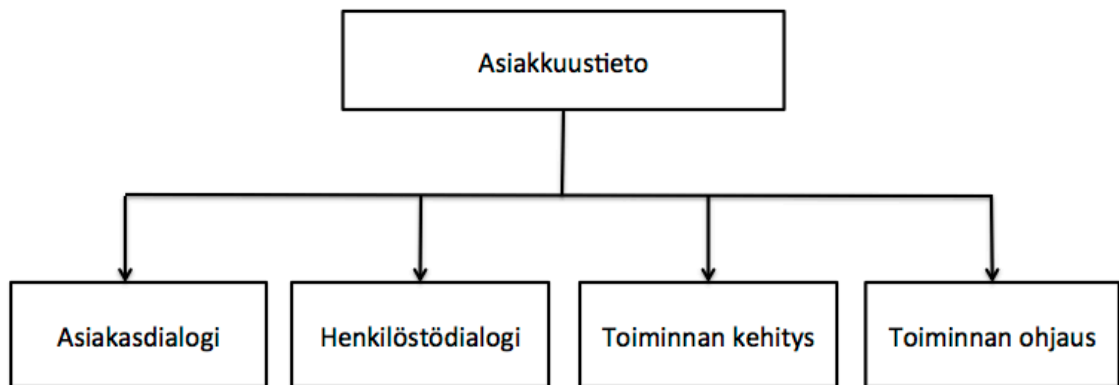 Asiakkuustieto
Asiakasdialogi
Henkilöstödialogi
Toiminnan kehitys
Toiminnan ohjaus